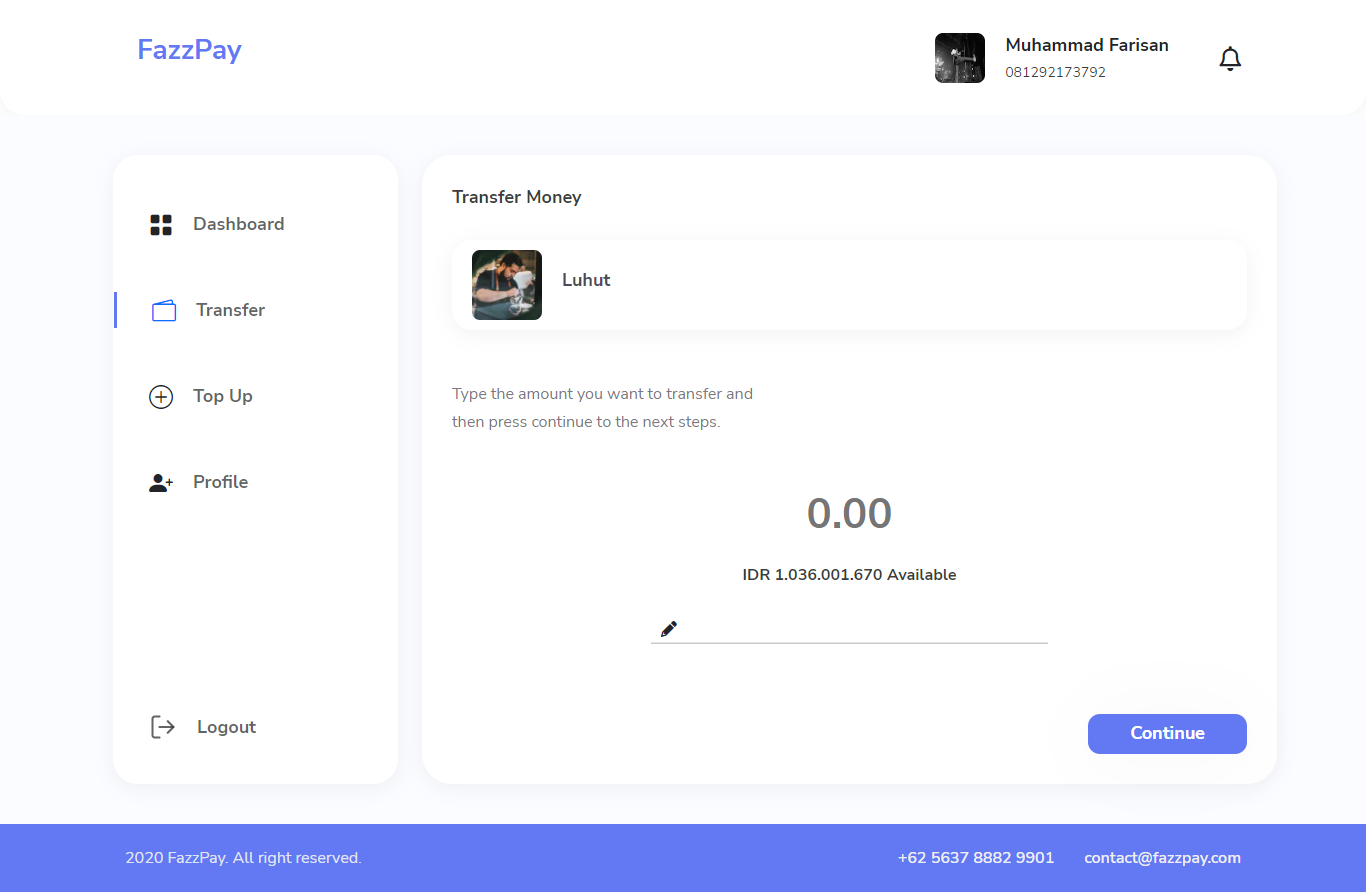 FazzPay
Muhammad Farisan
081292173792
Dashboard
Transfer
Top Up
Profile
Logout
Transfer Money
Luhut
Type the amount you want to transfer and
then press continue to the next steps.
0.00
IDR 1.036.001.670 Available
Continue
2020 FazzPay. All right reserved.
+62 5637 8882 9901
contact@fazzpay.com